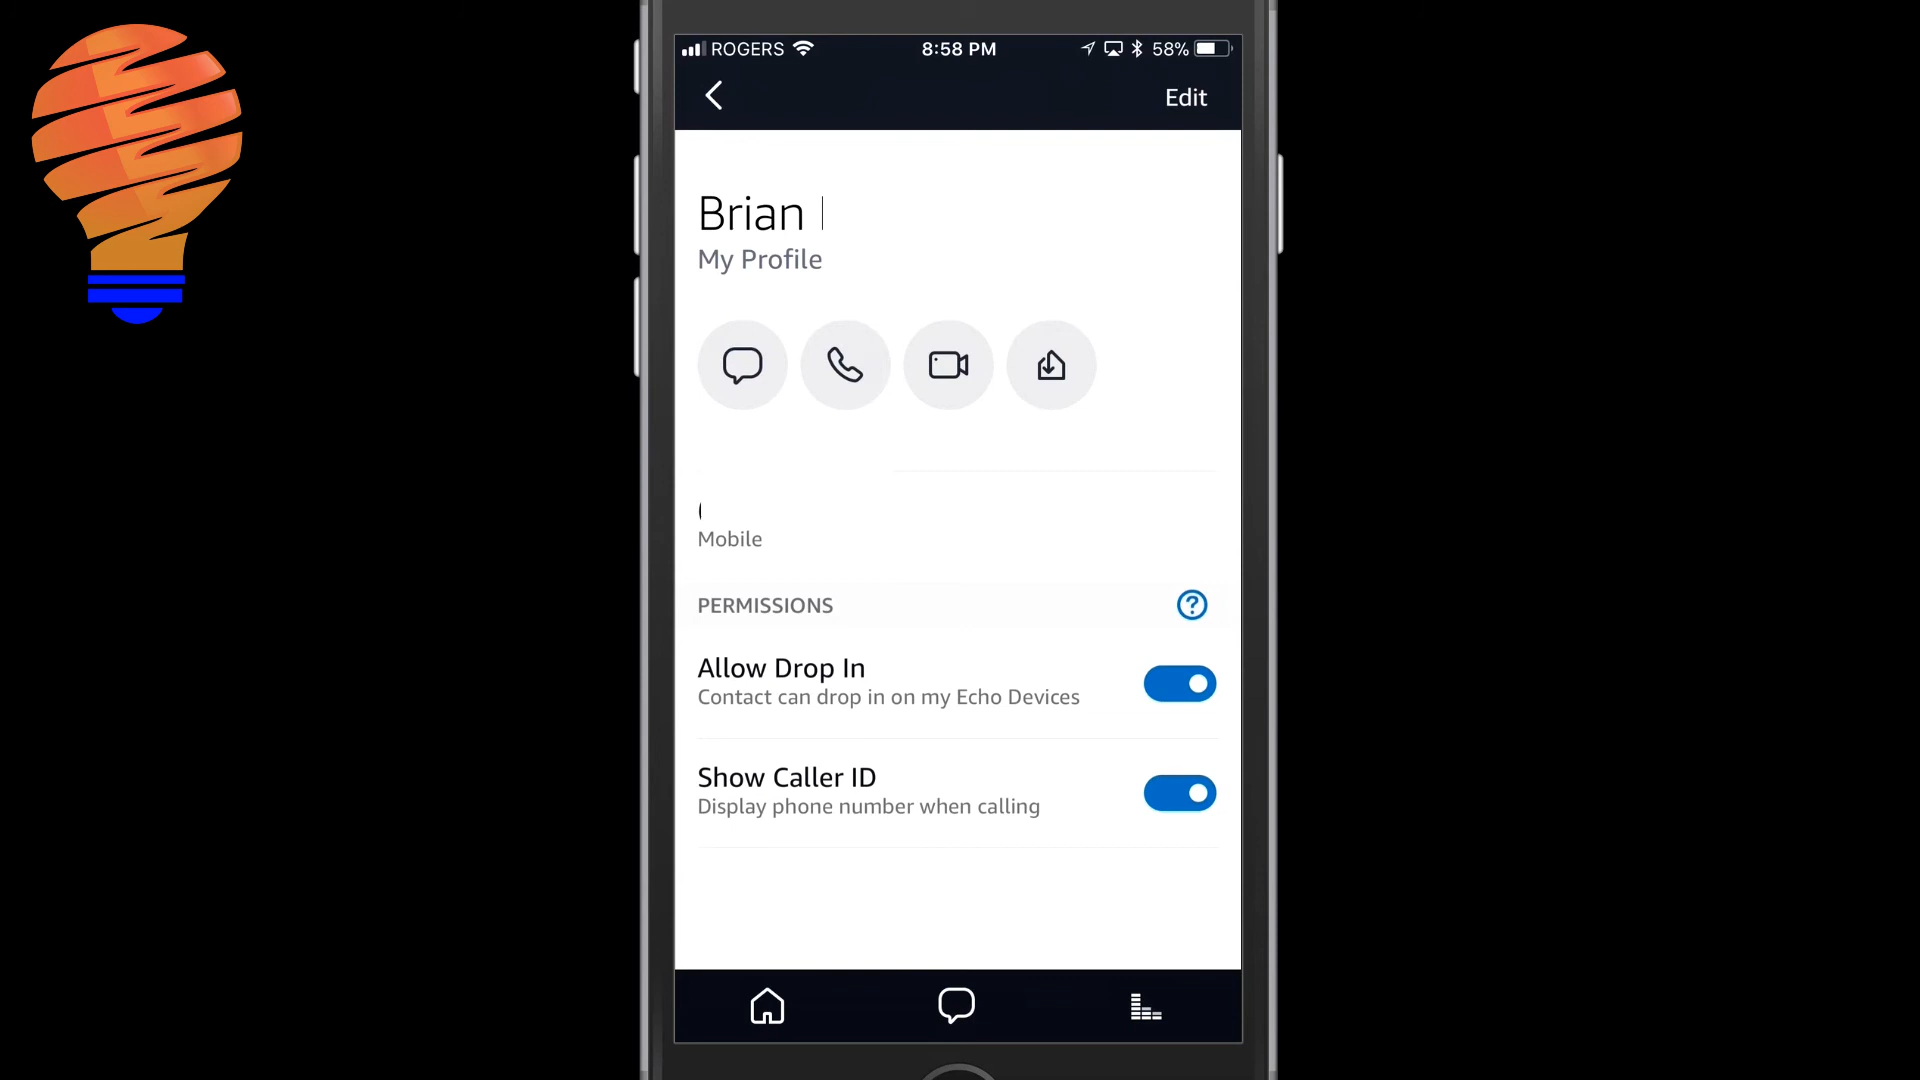 ROGERS 8:58 PM 58%
Edit
Brian
My Profile
Mobile
PERMISSIONS ?
Allow Drop In
Contact can drop in on my Echo Devices
Show Caller ID
Display phone number when calling